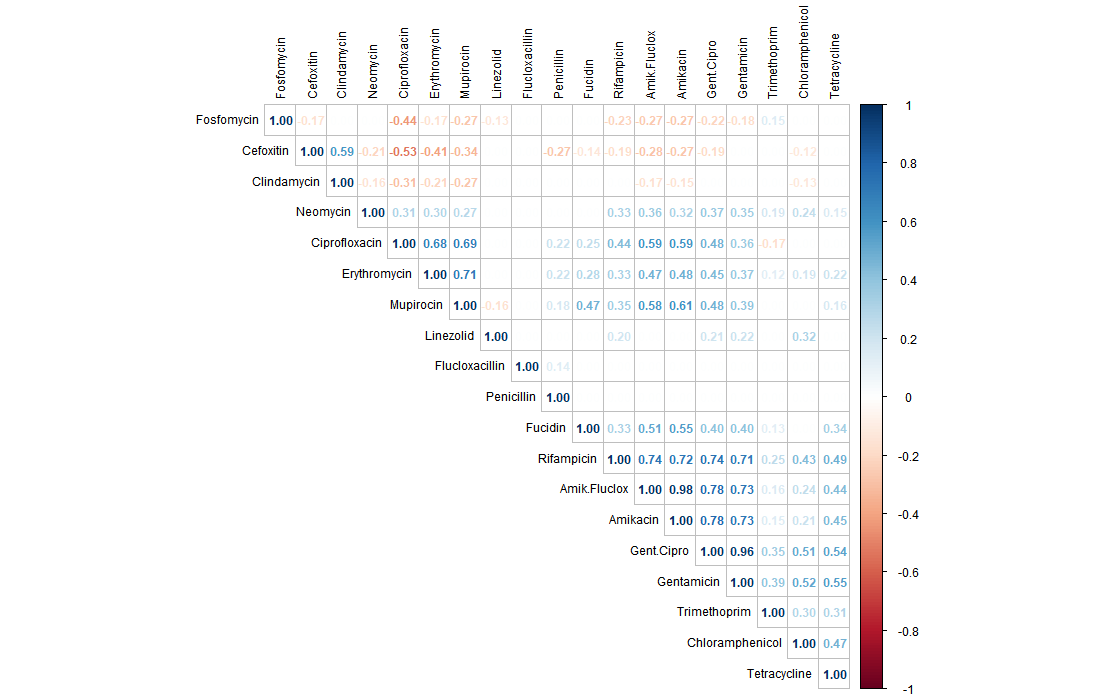 Fosfomycin Cefoxitin Clindamycin Neomycin Ciprofloxacin Erythromycin Mupirocin Linezolid Flucloxacillin Penicillin Fucidin Rifampicin Amik.Fluclox Amikacin Gent.Cipro Gentamicin Trimethoprim Chloramphenicol Tetracycline
Fosfomycin 1.00 -0.17 -0.44 -0.17 -0.27 -0.13 -0.23 -0.27 -0.27 -0.22 -0.18 0.15
Cefoxitin 1.00 0.59 -0.21 -0.53 -0.41 -0.34 -0.27 -0.14 -0.19 -0.28 -0.27 -0.19 -0.12
Clindamycin 1.00 -0.16 -0.31 -0.21 -0.27 -0.17 -0.15 -0.13
Neomycin 1.00 0.31 0.30 0.27 0.33 0.36 0.32 0.37 0.35 0.19 0.24 0.15
Ciprofloxacin 1.00 0.68 0.69 0.22 0.25 0.44 0.59 0.59 0.48 0.36 -0.17
Erythromycin 1.00 0.71 0.22 0.28 0.33 0.47 0.48 0.45 0.37 0.12 0.19 0.22
Mupirocin 1.00 -0.16 0.18 0.47 0.35 0.58 0.61 0.48 0.39 0.16
Linezolid 1.00 0.20 0.21 0.22 0.32
Flucloxacillin 1.00 0.14
Penicillin 1.00
Fucidin 1.00 0.33 0.51 0.55 0.40 0.40 0.13 0.34
Rifampicin 1.00 0.74 0.72 0.74 0.71 0.25 0.43 0.49
Amik.Fluclox 1.00 0.98 0.78 0.73 0.16 0.24 0.44
Amikacin 1.00 0.78 0.73 0.15 0.21 0.45
Gent.Cipro 1.00 0.96 0.35 0.51 0.54
Gentamicin 1.00 0.39 0.52 0.55
Trimethoprim 1.00 0.30 0.31
Chloramphenicol 1.00 0.47
Tetracycline 1.00
1
0.8
0.6
0.4
0.2
0
-0.2
-0.4
-0.6
-0.8
-1